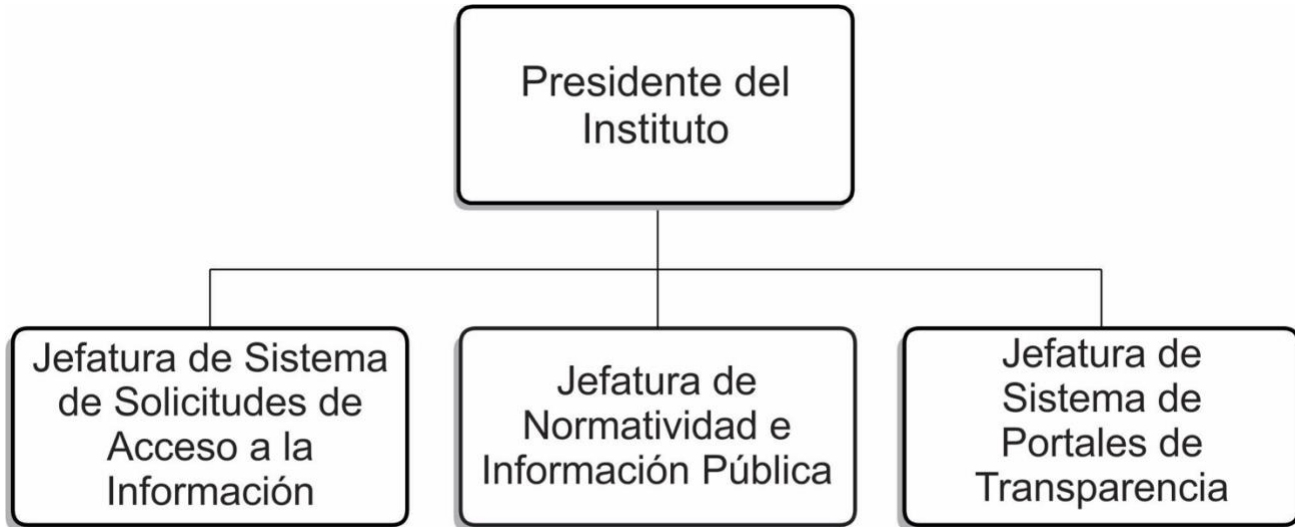 Presidente del
Instituto
Jefatura de Sistema
de Solicitudes de
Acceso a la
Información
Jefatura de
Normatividad e
Información Pública
Jefatura de
Sistema de
Portales de
Transparencia